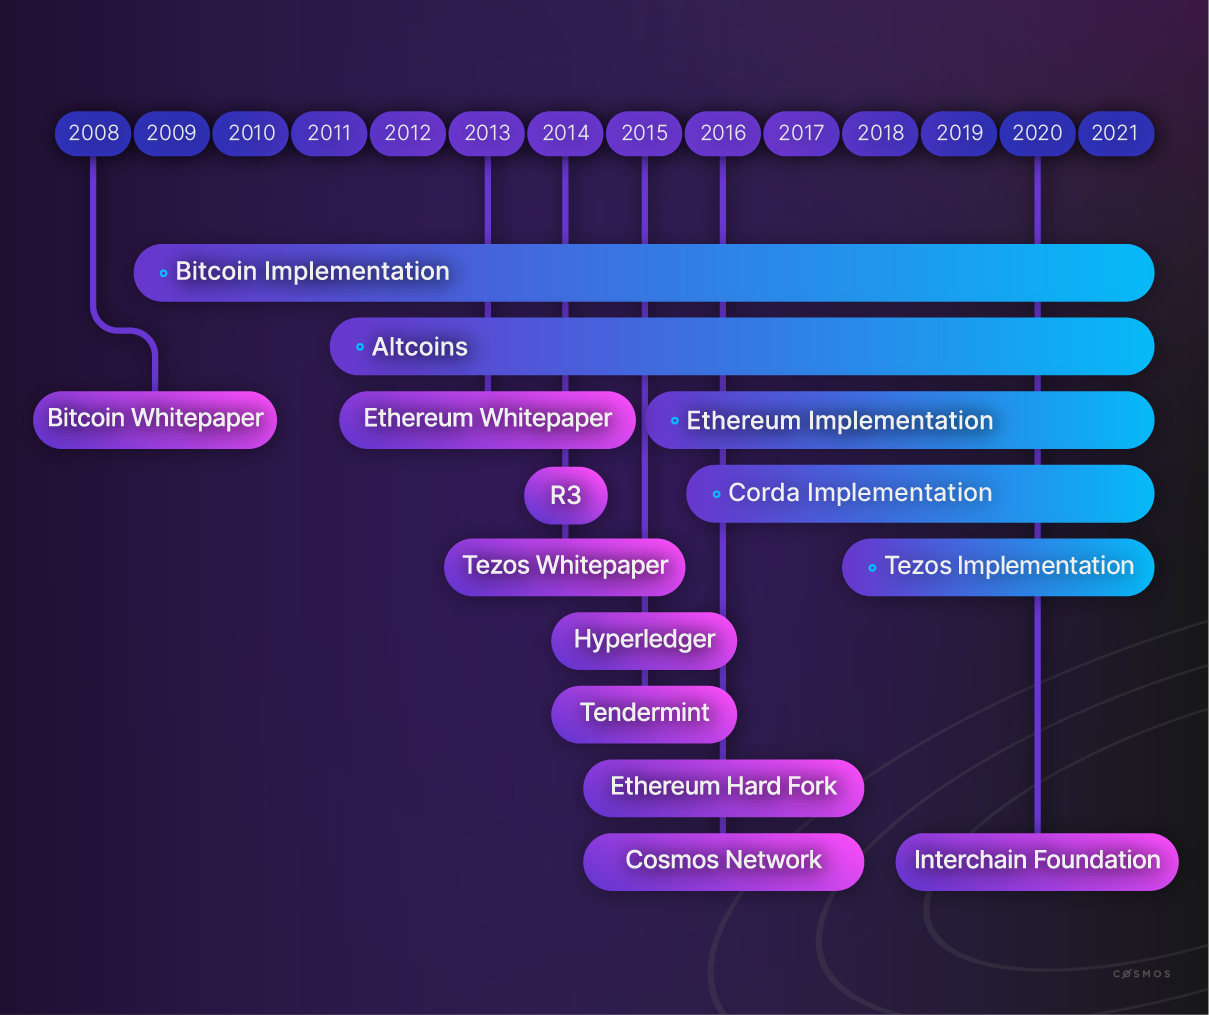 2008 2009 2010 2011 2012 2013 2014 2015 2016 2017 2018 2019 2020 2021
Bitcoin Implementation
Altcoins
Bitcoin Whitepaper Ethereum Whitepaper Ethereum Implementation
R3 Corda Implementation
Tezos Whitepaper Tezos Implementation
Hyperledger
Tendermint
Ethereum Hard Fork
Cosmos Network Interchain Foundation
COSMOS